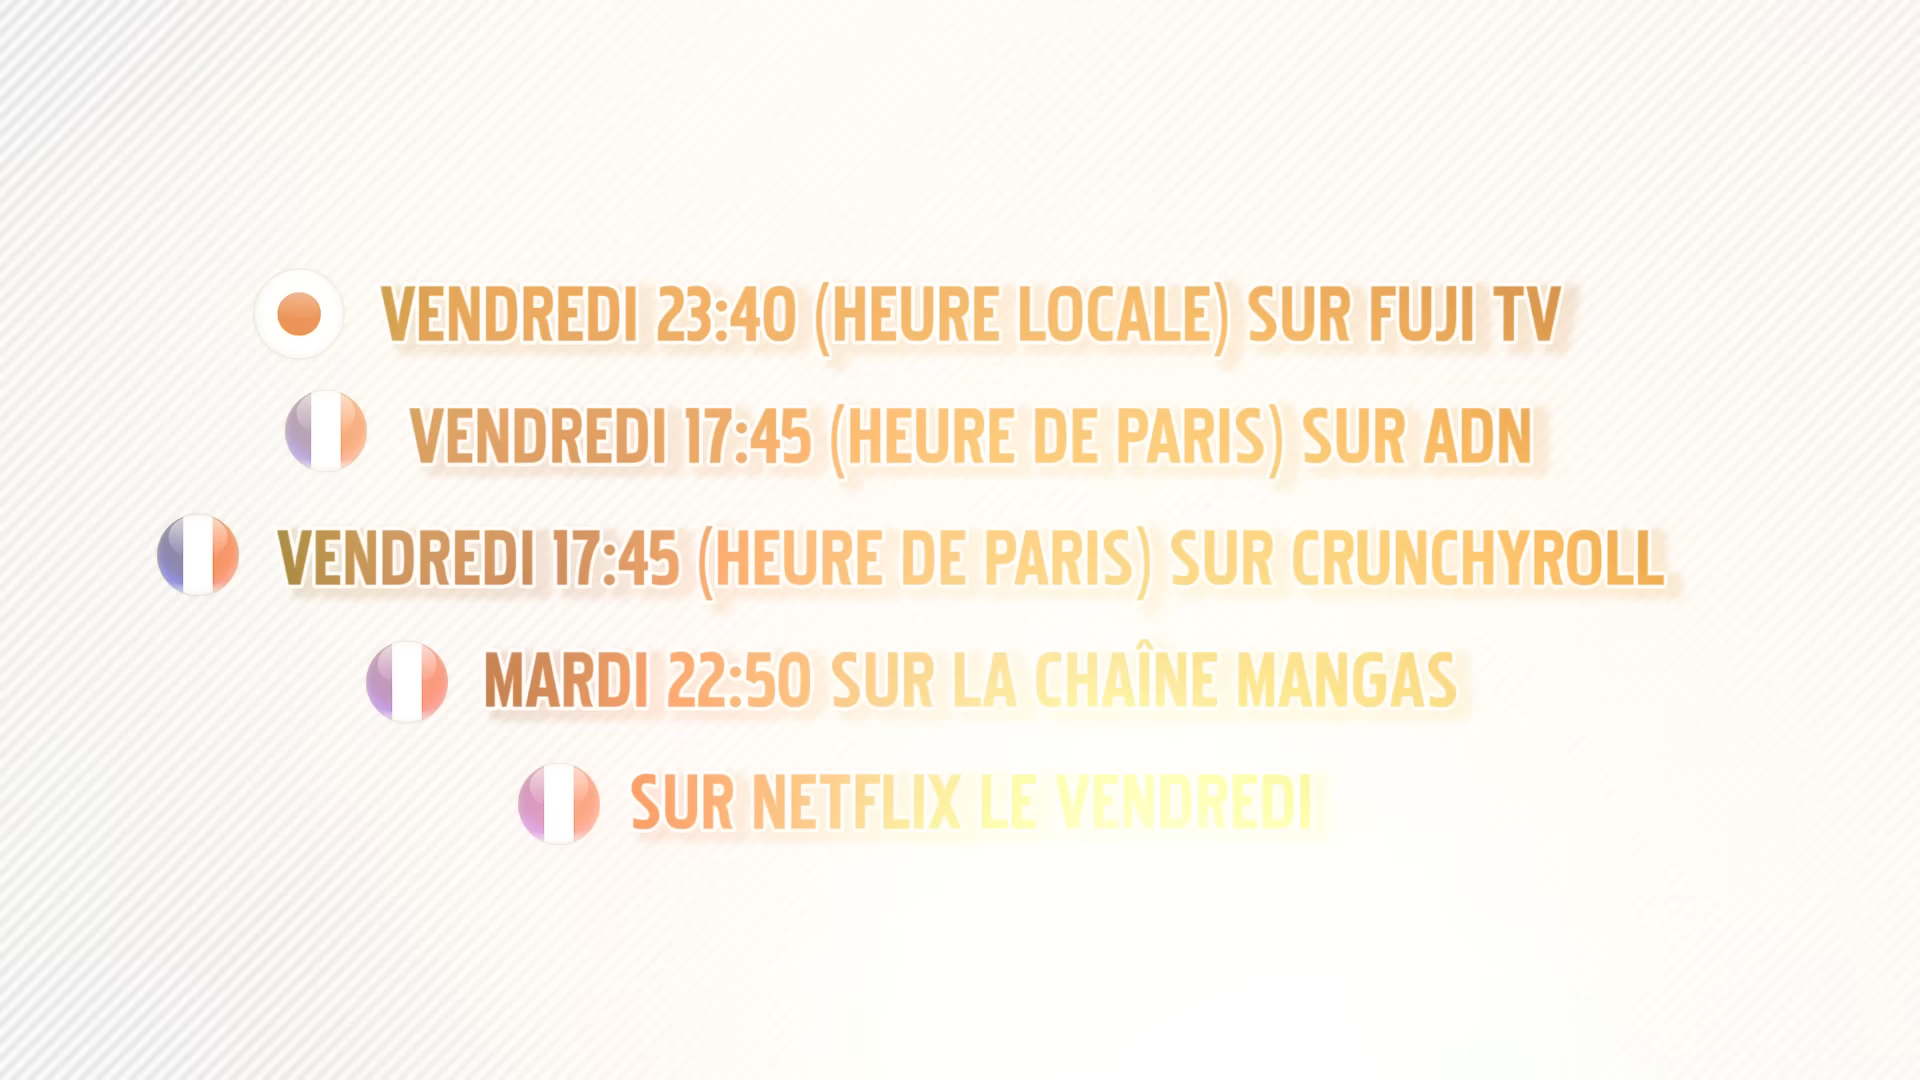 VENDREDI 23:40 (HEURE LOCALE) SUR FUJI TV
VENDREDI 17:45 (HEURE DE PARIS) SUR ADN
VENDREDI 17:45 (HEURE DE PARIS) SUR CRUNCHYROLL
MARDI 22:50 SUR LA CHAÎNE MANGAS
SUR NETFLIX LE VENDREDI